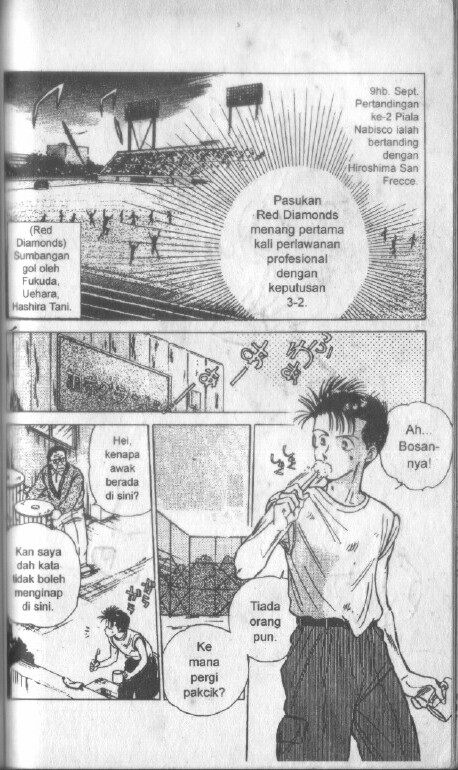 9hb. Sept.
Pertandingan
ke-2 Piala
Nabisco ialah
bertanding
dengan
Hiroshima San
Frecce.
Pasukan
Red Diamonds
menang pertama
kali perlawanan
profesional
dengan
keputusan
3-2.
(Red
Diamonds)
Sumbangan
gol oleh
Fukuda,
Uehara,
Hashira Tani.
Ah...
Bosan-
nya!
Hei,
kenapa
awak
berada
di sini?
Kan saya
dah kata
tidak boleh
menginap
di sini.
Tiada
orang
pun.
Ke
mana
pergi
pakcik?